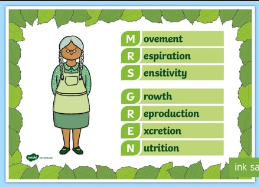 Movement
Respiration
Sensitivity
Growth
Reproduction
Excretion
Nutrition
ink sa